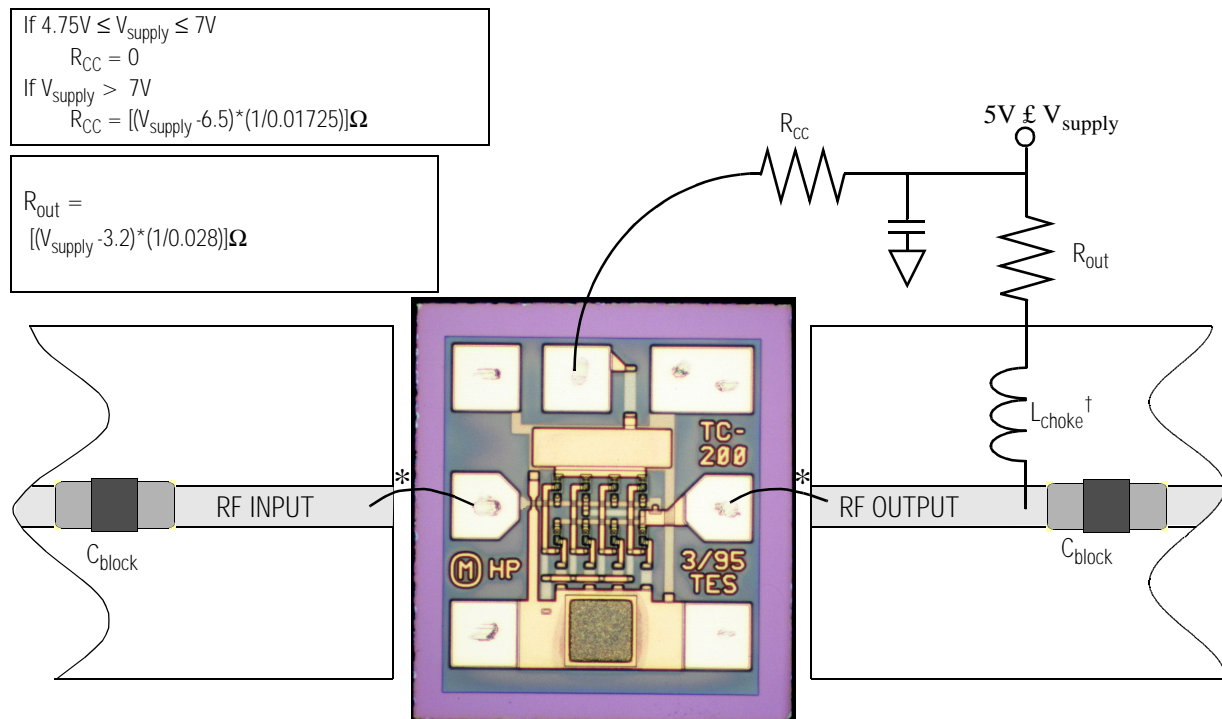 If 4.75V ≤ Vsupply ≤ 7V
RCC = 0
If Vsupply > 7V
RCC = [(Vsupply -6.5)*(1/0.01725)]Ω
Rout =
[(Vsupply -3.2)*(1/0.028)]Ω
Rcc
5V £ Vsupply
Rout
Lchoke†
TC-
200
*
*
RF INPUT
RF OUTPUT
Cblock
Cblock
M HP
3/95
TES